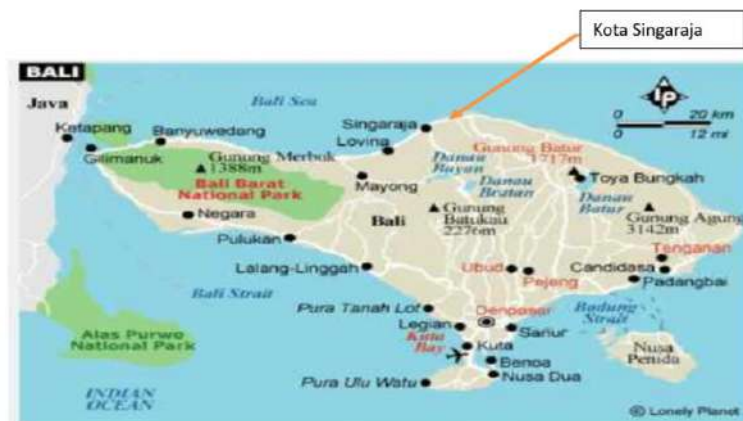 Kota Singaraja
BALI
Java
Bali Sea
20 km
0
12 mi
0
Ketapang
Banyuwedang
Singaraja
Gilimanuk
Lovina
Gunung Merbuk
1388m
Danau
Buyan
Gunung Batur
1717m
Toya Bungkah
Bali Barat
National Park
Mayong
Danau
Bratan
Danau
Batur
Negara
Bali
Gunung
Batukau
2276m
Gunung Agung
3142m
Pulukan
Tenganan
Lalang-Linggah
Ubud
Pejeng
Candidasa
Padangbai
Bali Strait
Pura Tanah Lot
Denpasar
Badung
Strait
Legian
Sanur
Alas Purwo
National Park
Kuta
Bay
Kuta
Nusa
Penida
Benoa
Nusa Dua
Pura Ulu Watu
INDIAN
OCEAN
© Lonely Planet